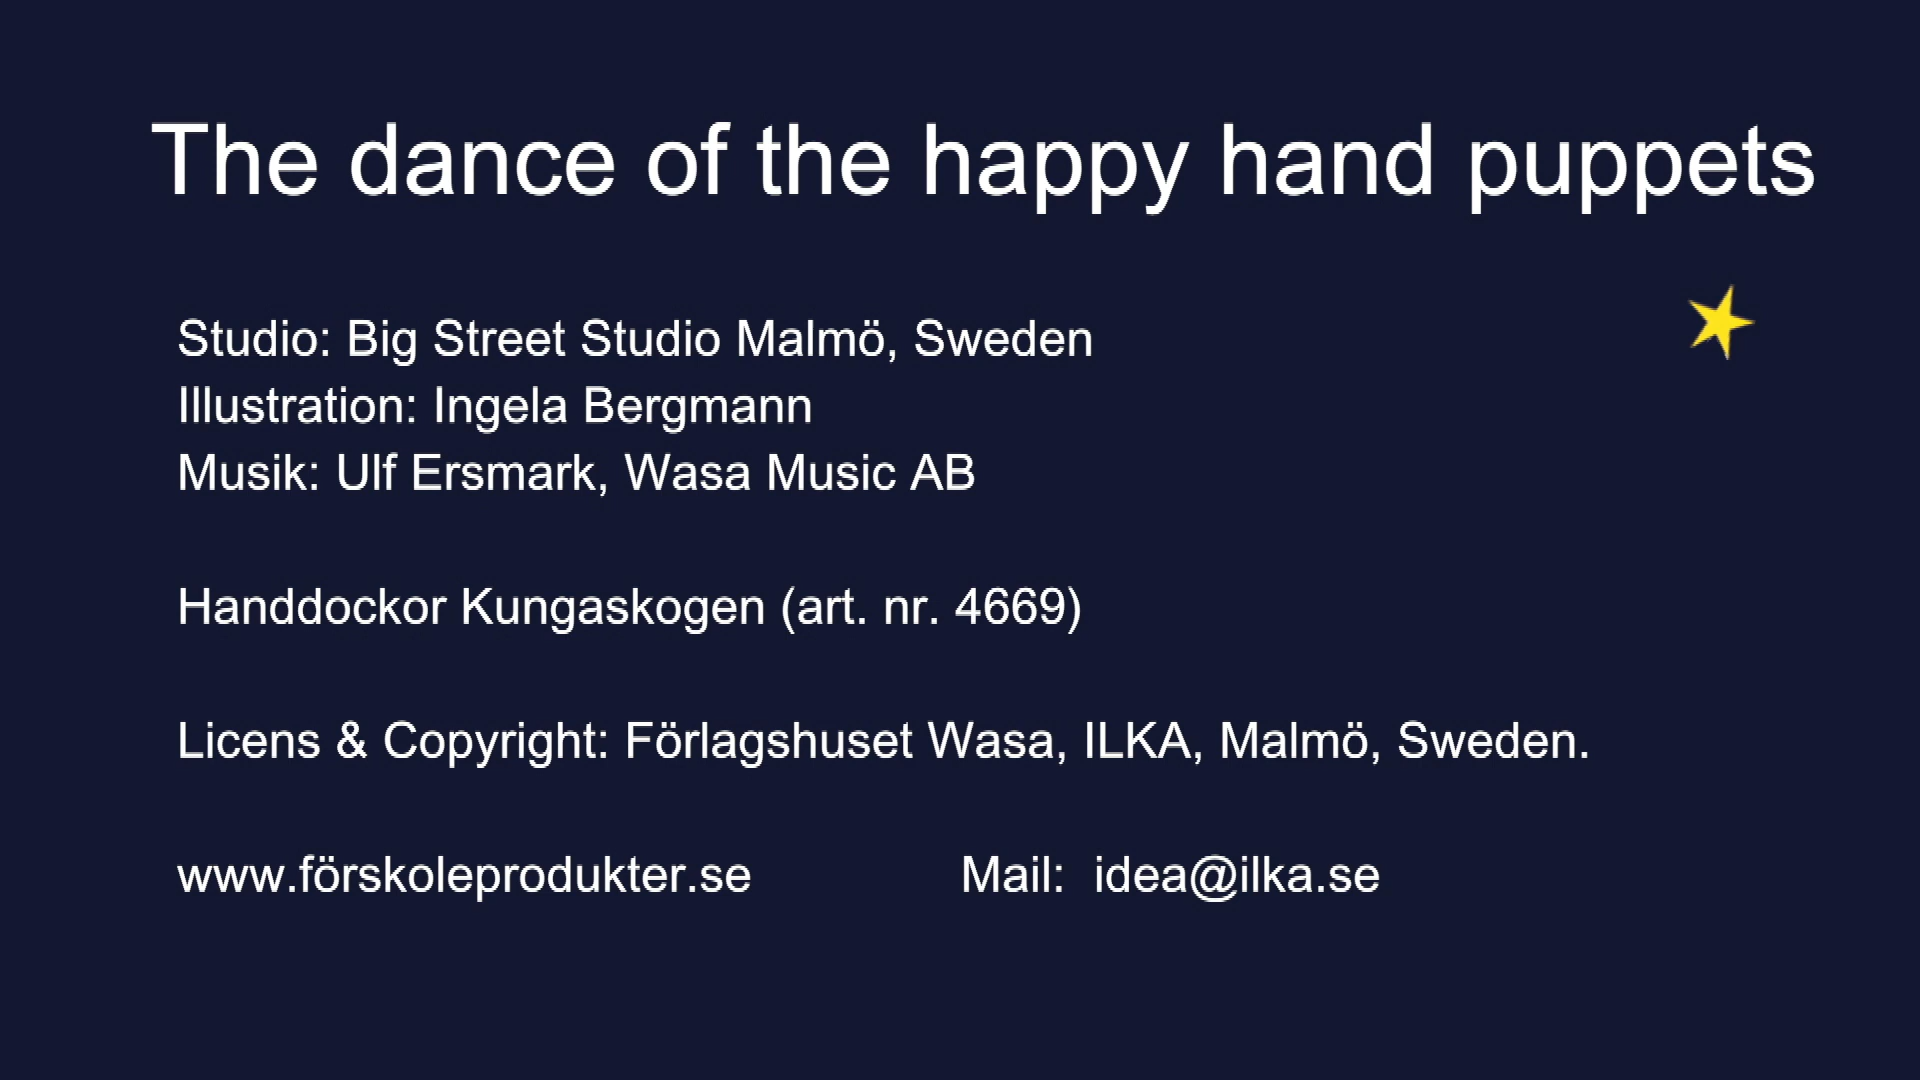 The dance of the happy hand puppets
Studio: Big Street Studio Malmö, Sweden
Illustration: Ingela Bergmann
Musik: Ulf Ersmark, Wasa Music AB
Handdockor Kungaskogen (art. nr. 4669)
Licens & Copyright: Förlagshuset Wasa, ILKA, Malmö, Sweden.
www.förskoleprodukter.se Mail: idea@ilka.se